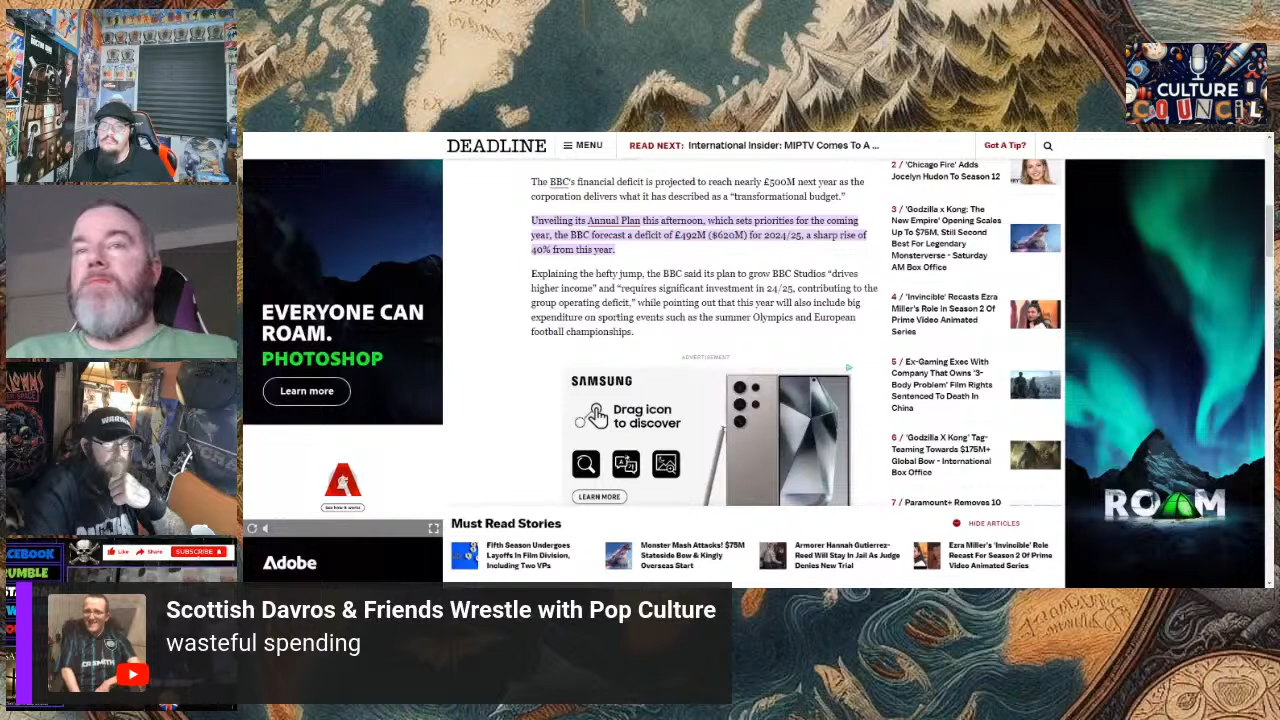 CULTURE
COUNCIL
DEADLINE
MENU
READ NEXT: International Insider: MIPTV Comes To A ...
Got A Tip?
The BBC's financial deficit is projected to reach nearly £500M next year as the
corporation delivers what it has described as a “transformational budget.”
Unveiling its Annual Plan this afternoon, which sets priorities for the coming
year, the BBC forecast a deficit of £492M ($620M) for 2024/25, a sharp rise of
40% from this year.
Explaining the hefty jump, the BBC said its plan to grow BBC Studios “drives
higher income” and “requires significant investment in 24/25, contributing to the
group operating deficit,” while pointing out that this year will also include big
expenditure on sporting events such as the summer Olympics and European
football championships.
2 / 'Chicago Fire' Adds
Jocelyn Hudon To Season 12
3 / 'Godzilla x Kong: The
New Empire' Opening Scales
Up To $75M, Still Second
Best For Legendary
Monsterverse - Saturday
AM Box Office
4 / 'Invincible' Recasts Ezra
Miller's Role in Season 2 Of
Prime Video Animated
Series
5 / Ex-Gaming Exec With
Company That Owns '3-
Body Problem' Film Rights
Sentenced To Death In
China
6 / 'Godzilla X Kong' Tag-
Teaming Towards $175M+
Global Bow - International
Box Office
7 / Paramount+ Removes 10
EVERYONE CAN
ROAM.
PHOTOSHOP
Learn more
See how it works
Adobe
ADVERTISEMENT
SAMSUNG
Drag icon
to discover
LEARN MORE
ROAM
Must Read Stories
HIDE ARTICLES
Fifth Season Undergoes
Layoffs In Film Division,
Including Two VPs
Monster Mash Attacks! $75M
Stateside Bow & Kingly
Overseas Start
Armorer Hannah Gutierrez-
Reed Will Stay In Jail As Judge
Denies New Trial
Ezra Miller's 'Invincible' Role
Recast For Season 2 Of Prime
Video Animated Series
Like
Share
SUBSCRIBE
Scottish Davros & Friends Wrestle with Pop Culture
wasteful spending